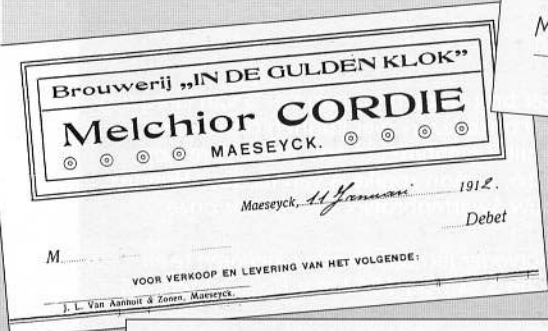 Brouwerij „IN DE GULDEN KLOK”
Melchior CORDIE
MAESEYCK.
Maeseyck, 11 Januari 1912.
Debet
M
VOOR VERKOOP EN LEVERING VAN HET VOLGENDE:
J. L. Van Aanholt & Zonen, Maeseyck.
M